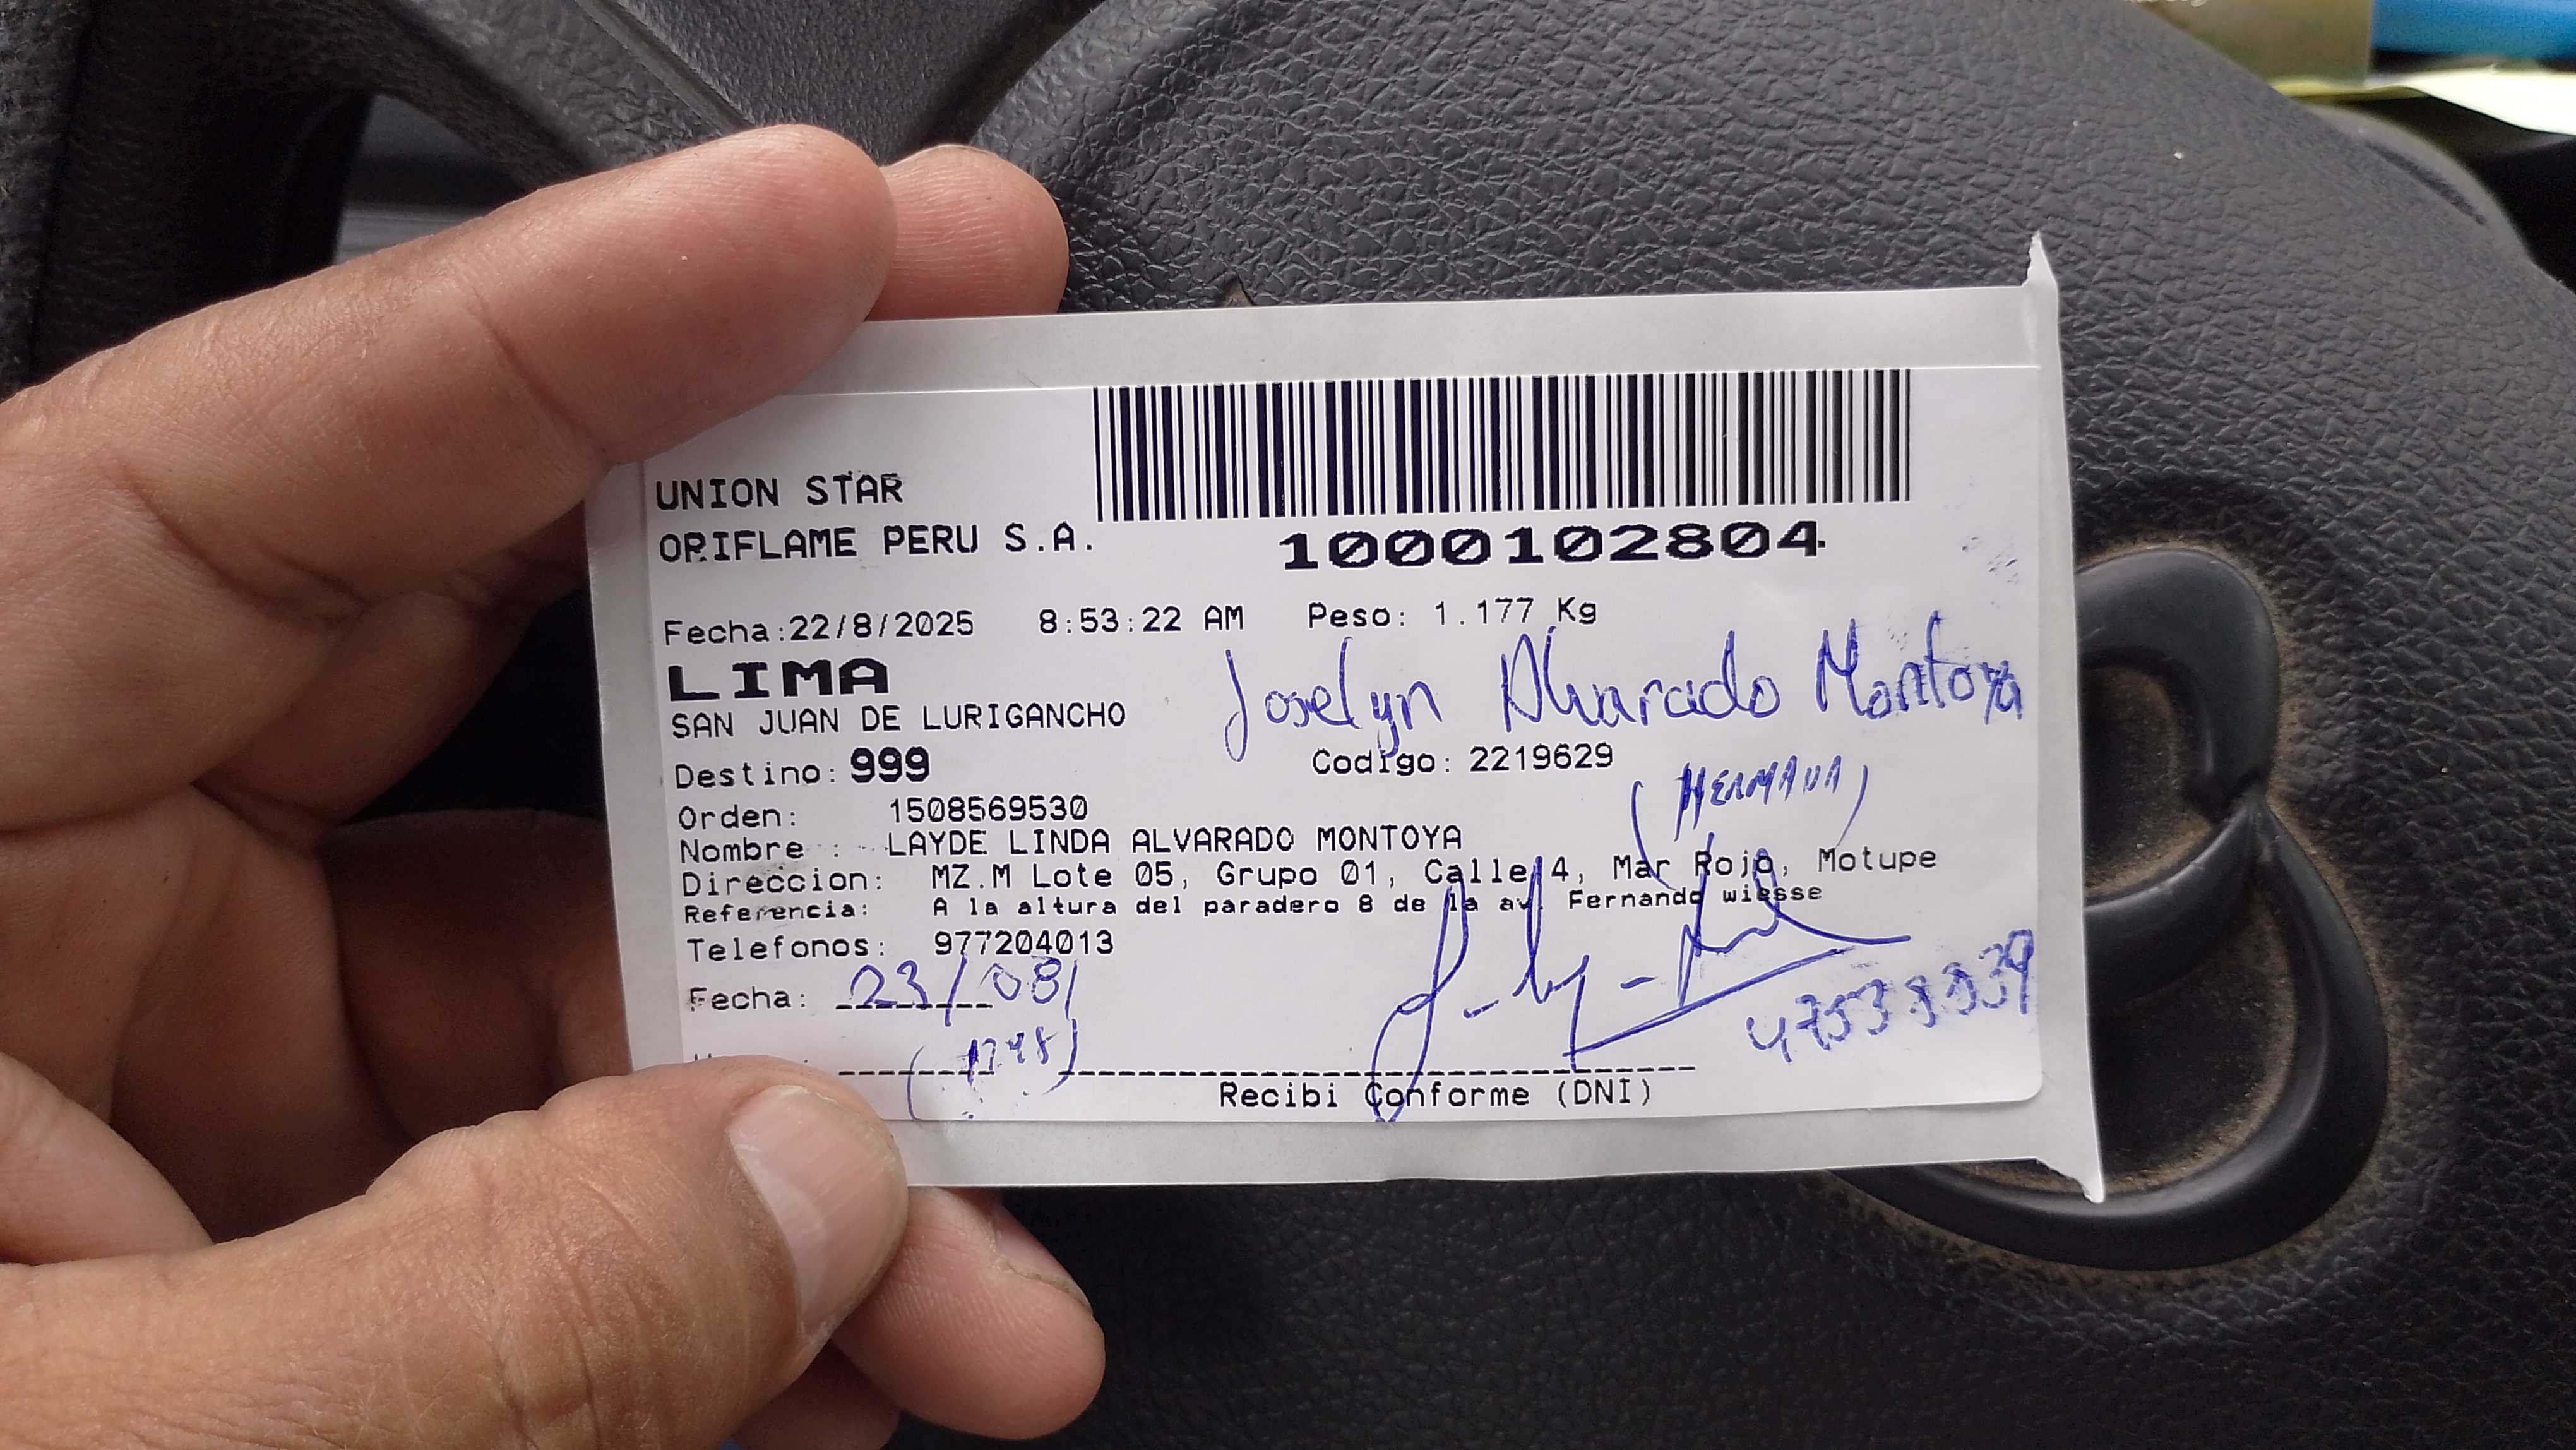 UNION STAR
ORIFLAME PERU S.A.
1000102804
Fecha:22/8/2025 8:53:22 AM Peso: 1.177 Kg
LIMA
Joselyn Alvarado Montoya
SAN JUAN DE LURIGANCHO
Destino: 999 Codigo: 2219629
(HERMANA)
Orden: 1508569530
Nombre : LAYDE LINDA ALVARADO MONTOYA
Direccion: MZ.M Lote 05, Grupo 01, Calle 4, Mar Rojo, Motupe
Referencia: A la altura del paradero 8 de la av. Fernando wiesse
Telefonos: 977204013
Fecha: 23/08/
Recibi Conforme (DNI)